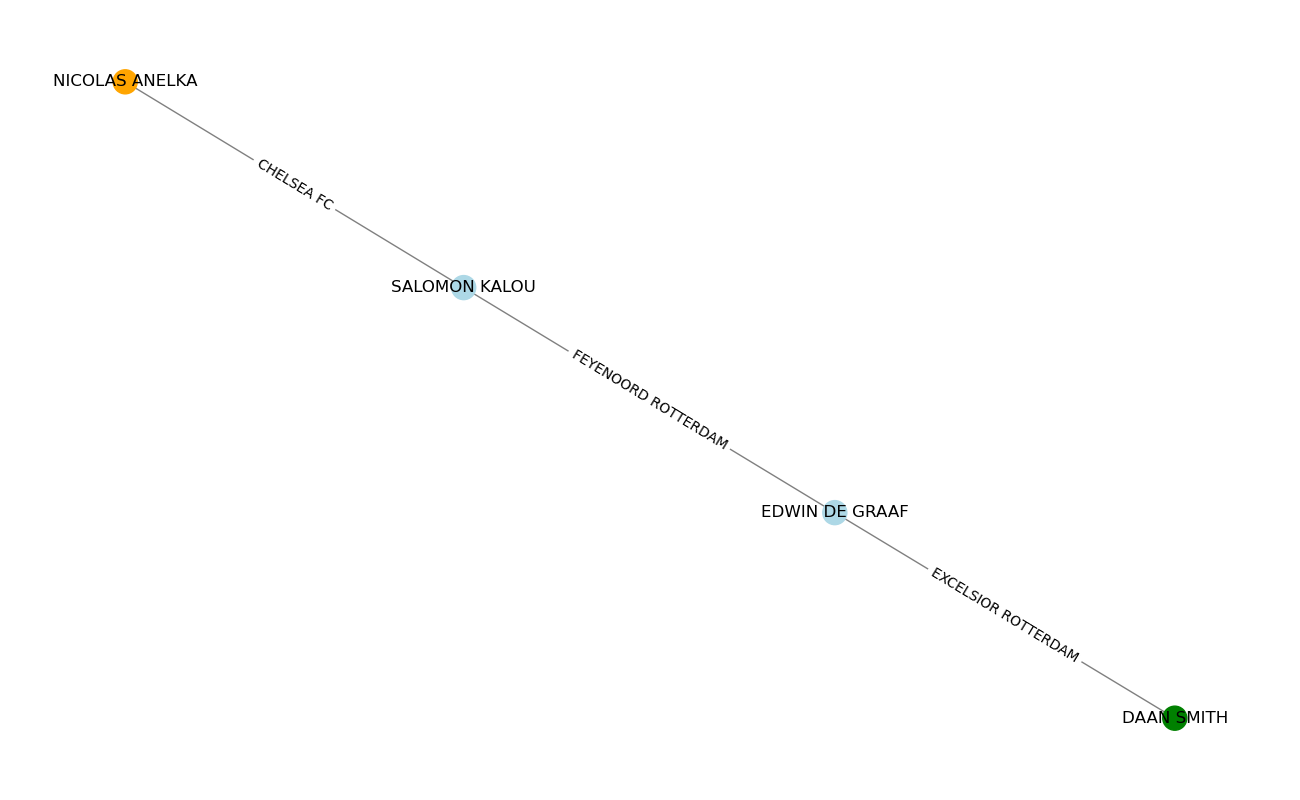 NICOLAS ANELKA
CHELSEA FC
SALOMON KALOU
FEYENOORD ROTTERDAM
EDWIN DE GRAAF
EXCELSIOR ROTTERDAM
DAAN SMITH